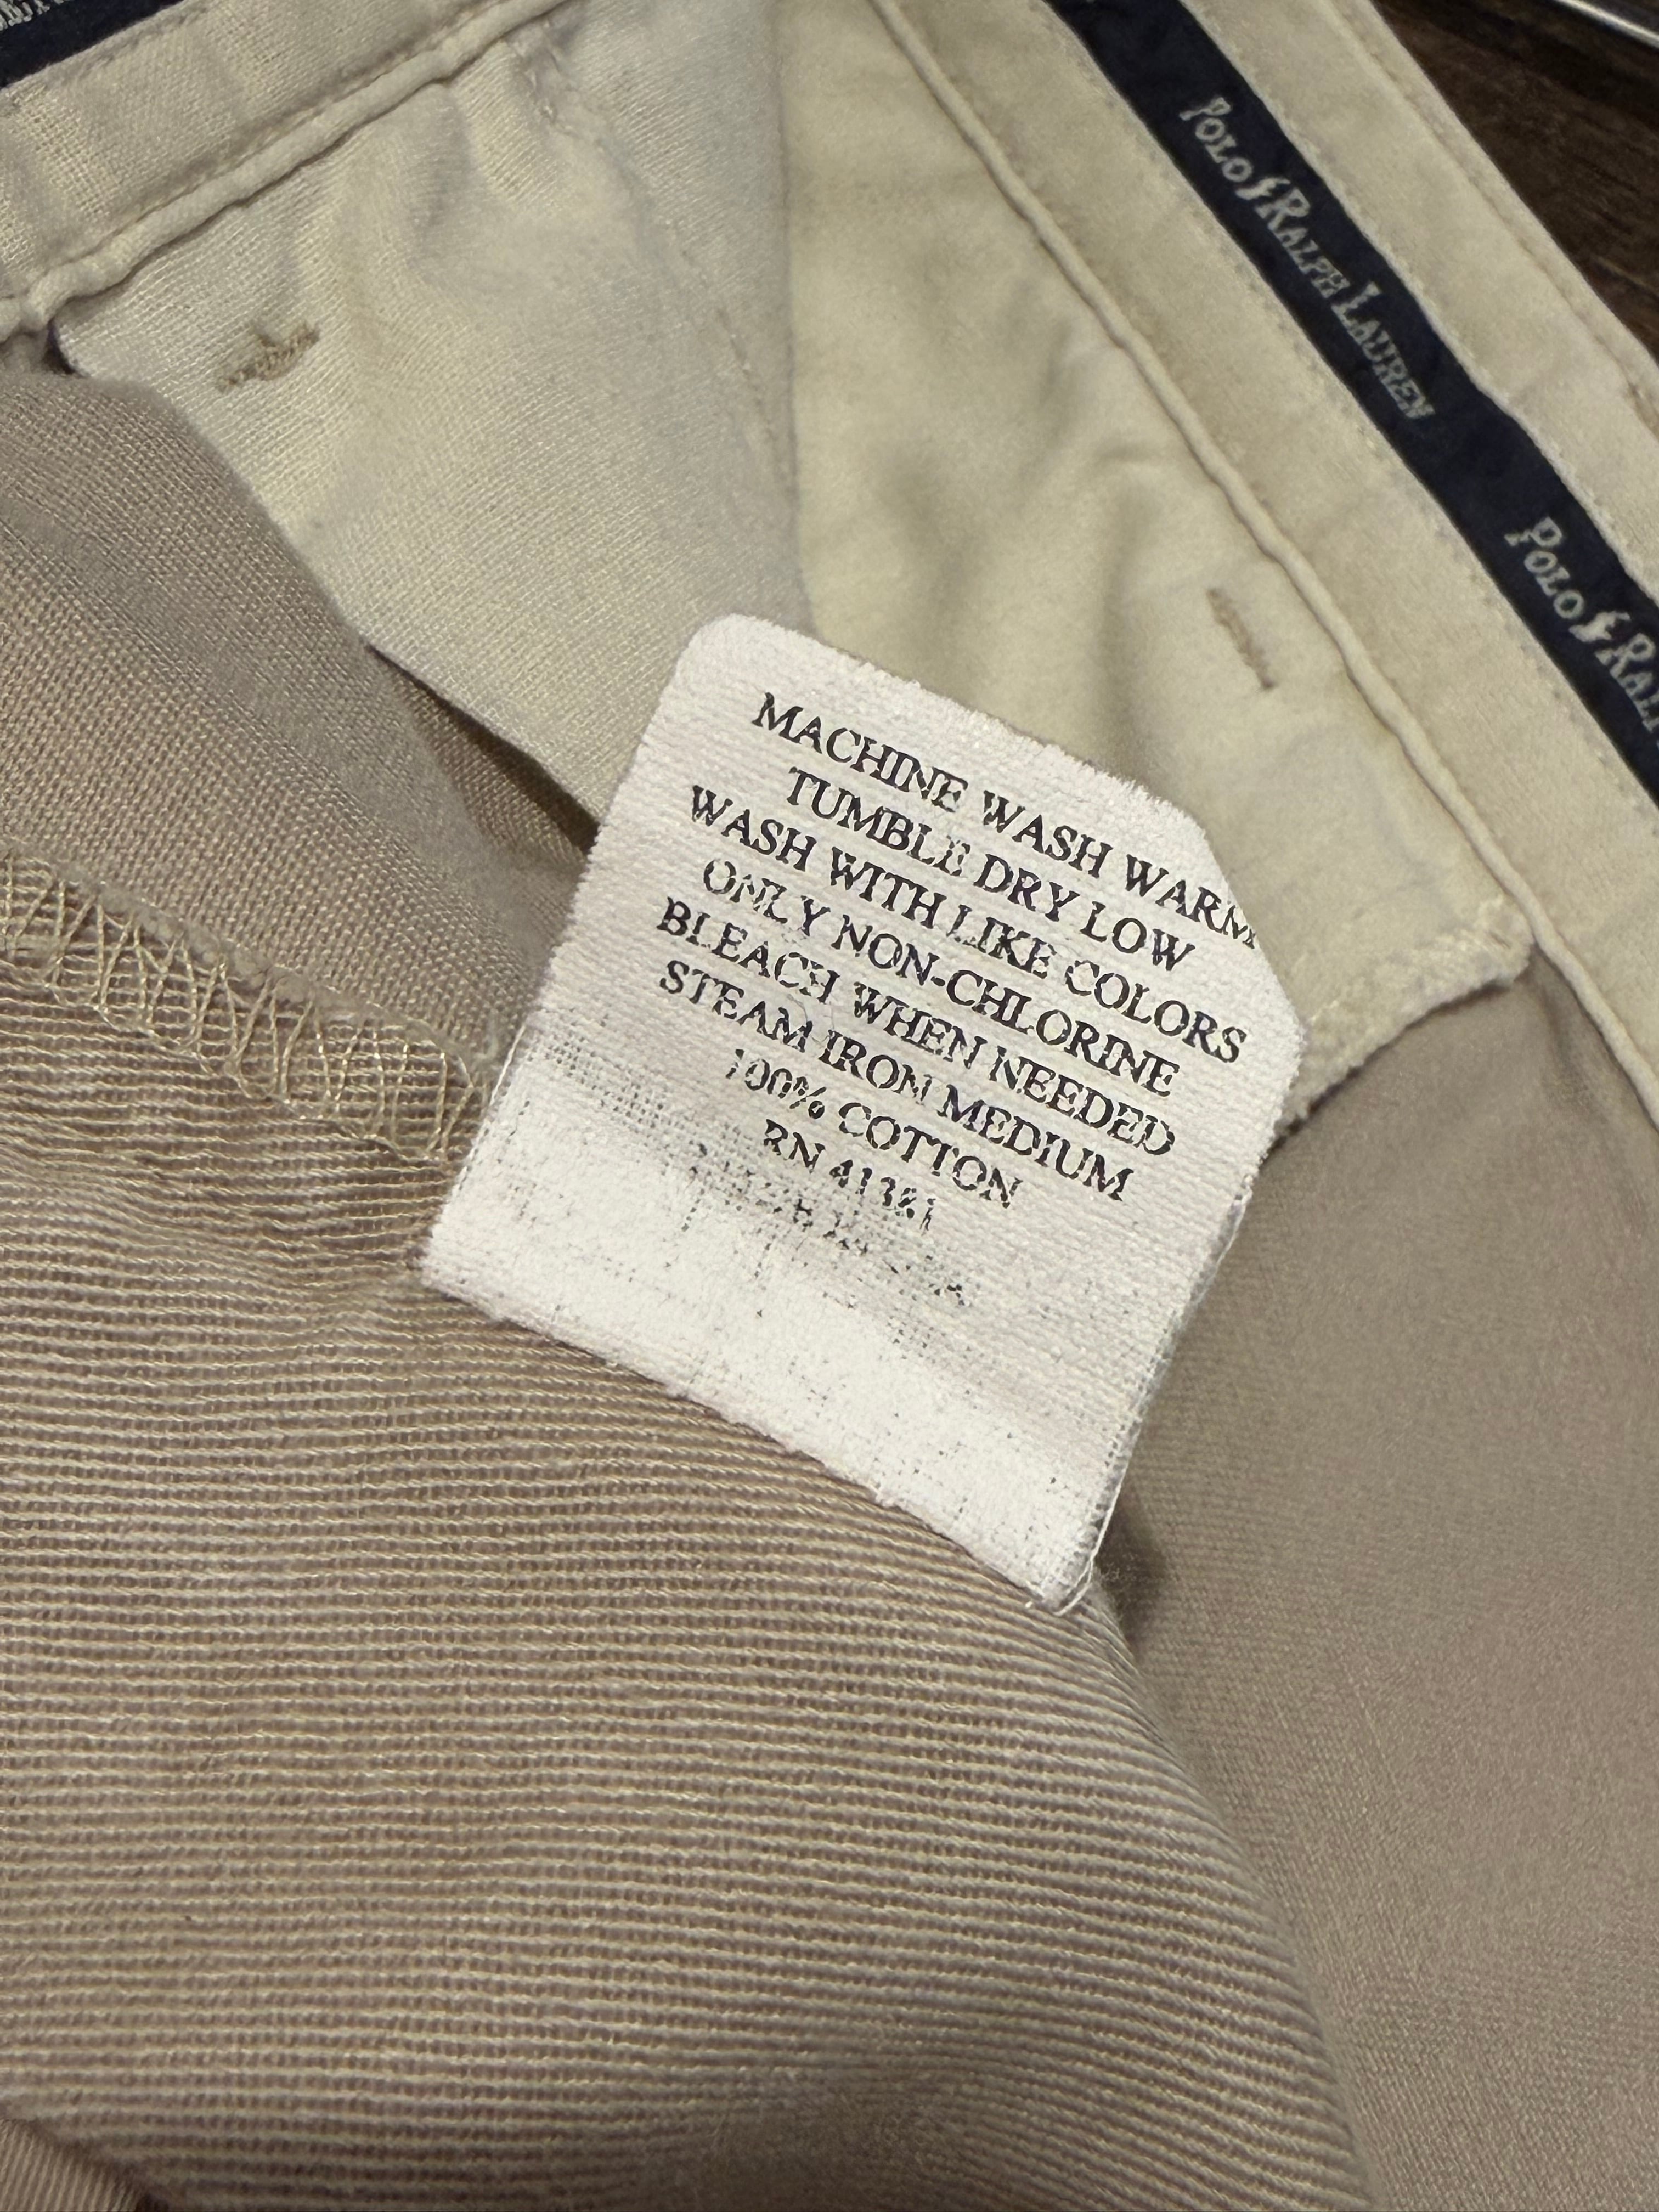 POLO RALPH LAUREN
POLO RAL
MACHINE WASH WARM
TUMBLE DRY LOW
WASH WITH LIKE COLORS
ONLY NON-CHLORINE
BLEACH WHEN NEEDED
STEAM IRON MEDIUM
100% COTTON
RN 41381